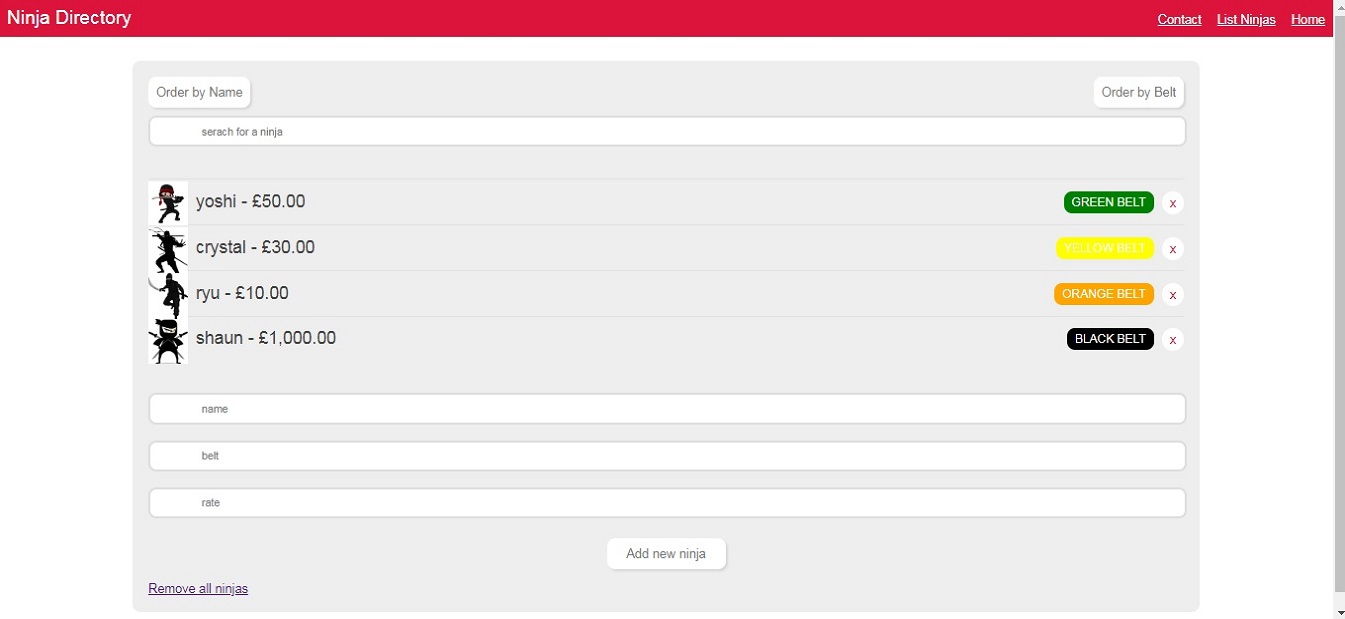 Ninja Directory
Contact List Ninjas Home
Order by Name
Order by Belt
serach for a ninja
yoshi - £50.00 GREEN BELT x
crystal - £30.00 YELLOW BELT x
ryu - £10.00 ORANGE BELT x
shaun - £1,000.00 BLACK BELT x
name
belt
rate
Add new ninja
Remove all ninjas